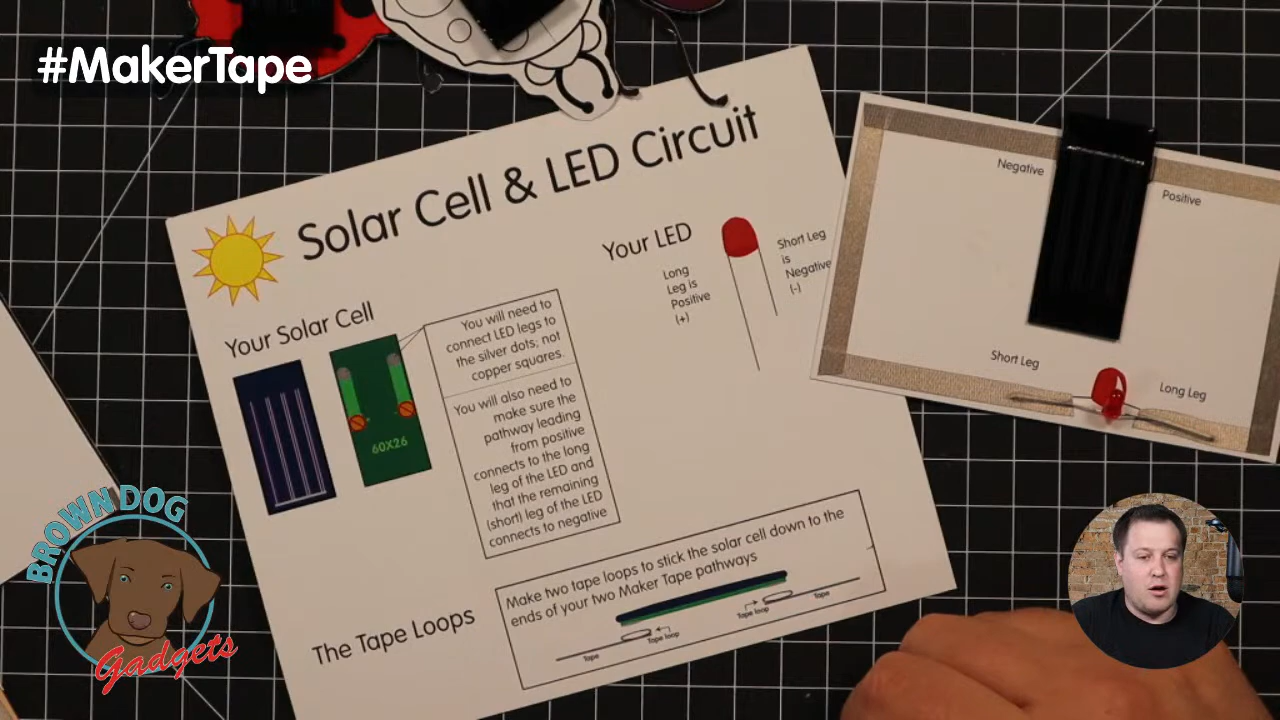 #MakerTape
Solar Cell & LED Circuit
Your Solar Cell
60X26
You will need to
connect LED legs to
the silver dots; not
copper squares.
You will also need to
make sure the
pathway leading
from positive
connects to the long
leg of the LED and
that the remaining
(short) leg of the LED
connects to negative
Your LED
Long
Leg is
Positive
(+)
Short Leg
is
Negative
(-)
The Tape Loops
Make two tape loops to stick the solar cell down to the
ends of your two Maker Tape pathways
Tape
Tape loop
Tape loop
Tape
Negative
Positive
Short Leg
Long Leg
BROWN DOG
Gadgets